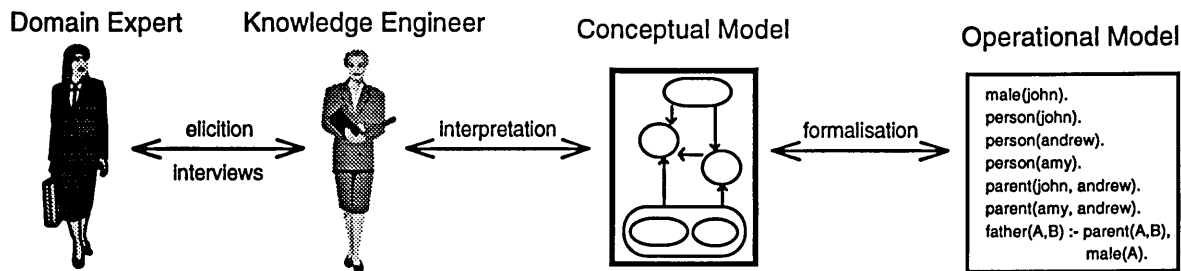 Domain Expert
Knowledge Engineer
Conceptual Model
Operational Model
elicition
interviews
interpretation
formalisation
male(john).
person(john).
person(andrew).
person(amy).
parent(john, andrew).
parent(amy, andrew).
father(A,B) :- parent(A,B),
male(A).